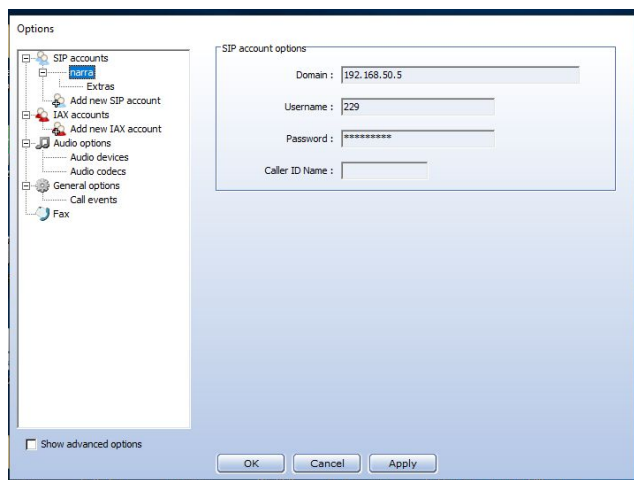 Options
SIP accounts
narra
Extras
Add new SIP account
IAX accounts
Add new IAX account
Audio options
Audio devices
Audio codecs
General options
Call events
Fax
SIP account options
Domain : 192.168.50.5
Username : 229
Password : *********
Caller ID Name :
Show advanced options
OK Cancel Apply